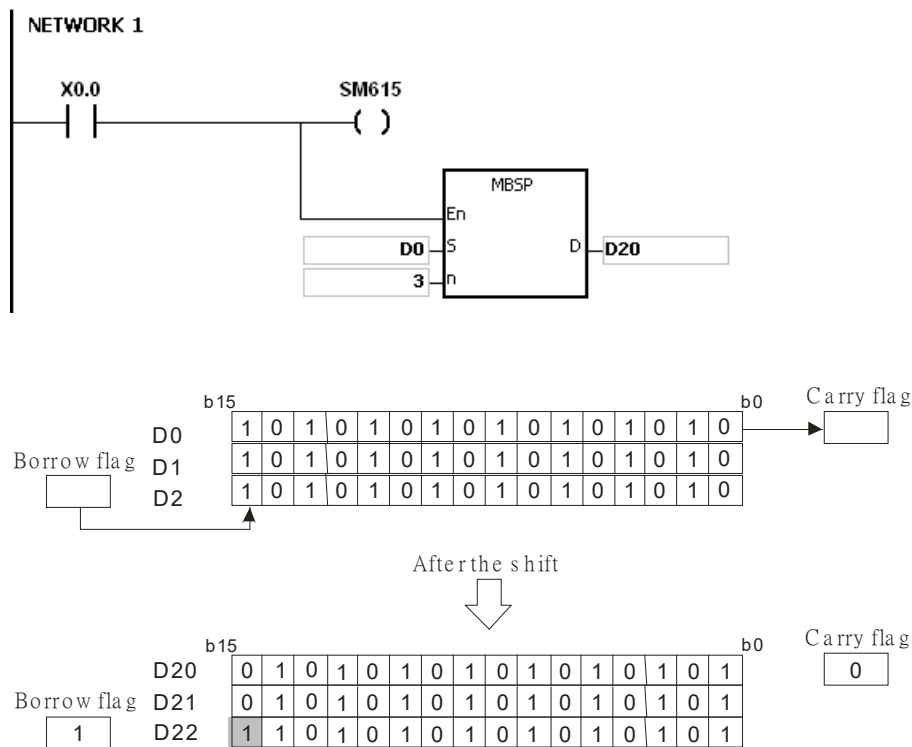 NETWORK 1
X0.0 SM615
MBSP
En
D0 S D D20
3 n
b15 b0 Carry flag
D0 1 0 1 0 1 0 1 0 1 0 1 0 1 0 1 0
Borrow flag D1 1 0 1 0 1 0 1 0 1 0 1 0 1 0 1 0
D2 1 0 1 0 1 0 1 0 1 0 1 0 1 0 1 0
After the shift
b15 b0 Carry flag
D20 0 1 0 1 0 1 0 1 0 1 0 1 0 1 0 1 0
Borrow flag D21 0 1 0 1 0 1 0 1 0 1 0 1 0 1 0 1
1 D22 1 1 0 1 0 1 0 1 0 1 0 1 0 1 0 1